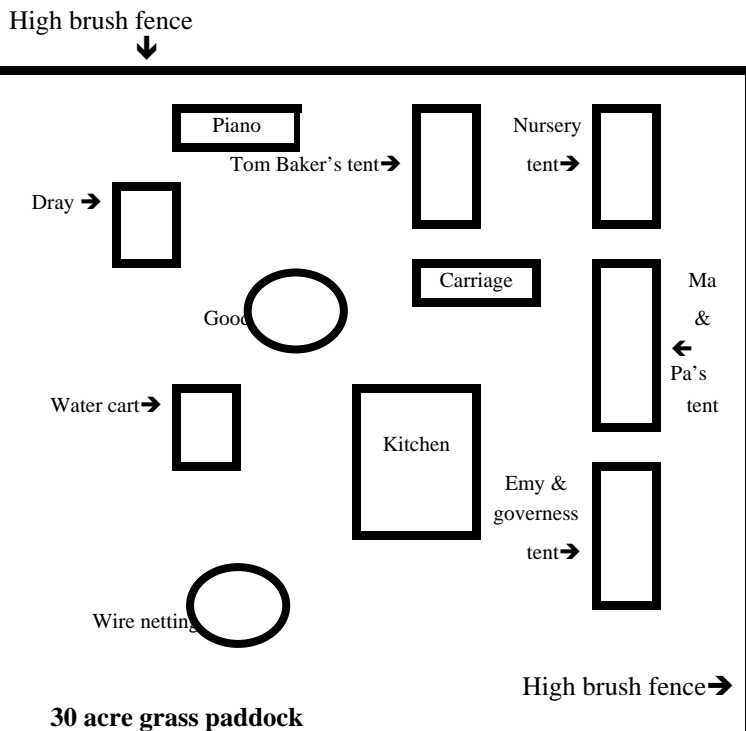 High brush fence
Piano
Nursery
Tom Baker's tent
tent
Dray
Carriage
Ma
&
Good
Pa's
Water cart
tent
Kitchen
Emy &
governess
tent
Wire netting
High brush fence
30 acre grass paddock